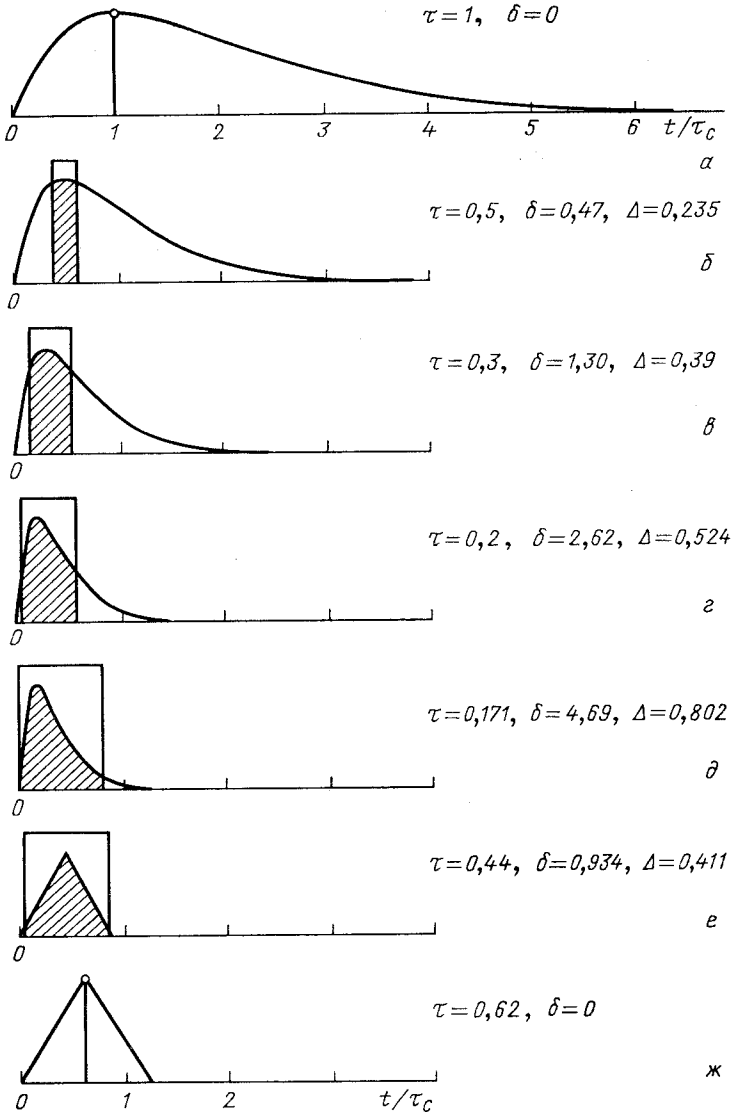 τ=1, δ=0
0 1 2 3 4 5 6 t/τc
а
τ=0,5, δ=0,47, Δ=0,235
б
0
τ=0,3, δ=1,30, Δ=0,39
в
0
τ=0,2, δ=2,62, Δ=0,524
г
0
τ=0,171, δ=4,69, Δ=0,802
д
0
τ=0,44, δ=0,934, Δ=0,411
е
0
τ=0,62, δ=0
ж
0 1 2 t/τc